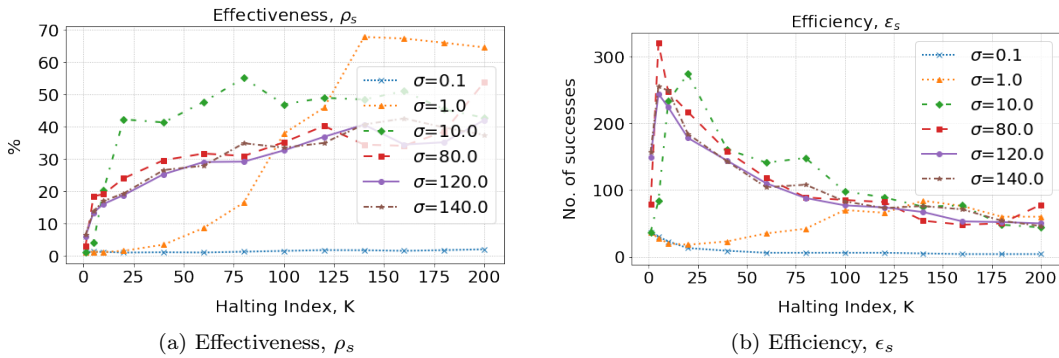 Effectiveness, ρₛ
%
70
60
50
40
30
20
10
0
0
25
50
75
100
125
150
175
200
Halting Index, K
σ=0.1
σ=1.0
σ=10.0
σ=80.0
σ=120.0
σ=140.0
(a) Effectiveness, ρₛ
Efficiency, εₛ
No. of successes
300
200
100
0
0
25
50
75
100
125
150
175
200
Halting Index, K
σ=0.1
σ=1.0
σ=10.0
σ=80.0
σ=120.0
σ=140.0
(b) Efficiency, ϵₛ